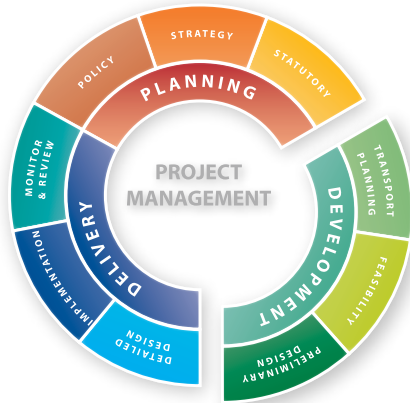 POLICY
STRATEGY
STATUTORY
PLANNING
TRANSPORT
PLANNING
FEASIBILITY
PRELIMINARY
DESIGN
DEVELOPMENT
DETAILED
DESIGN
IMPLEMENTATION
MONITOR
& REVIEW
DELIVERY
PROJECT
MANAGEMENT